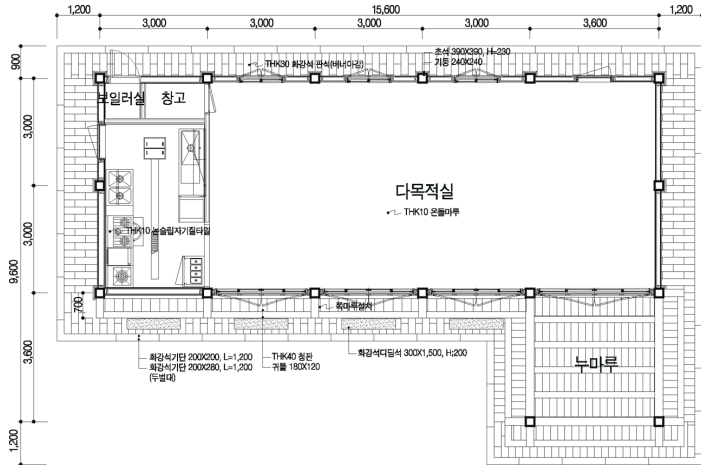 1,200 15,600 1,200
3,000 3,000 3,000 3,000 3,600
900
3,000
3,000
9,600
3,600
1,200
700
초석 390X390, H=230
기둥 240X240
THK30 화강석 판석(버너마감)
보일러실 창고
다목적실
THK10 온돌마루
THK10 논슬립자기질타일
쪽마루설치
화강석기단 200X200, L=1,200
화강석기단 200X280, L=1,200
(두벌대)
THK40 청판
귀틀 180X120
화강석디딤석 300X1,500, H;200
누마루